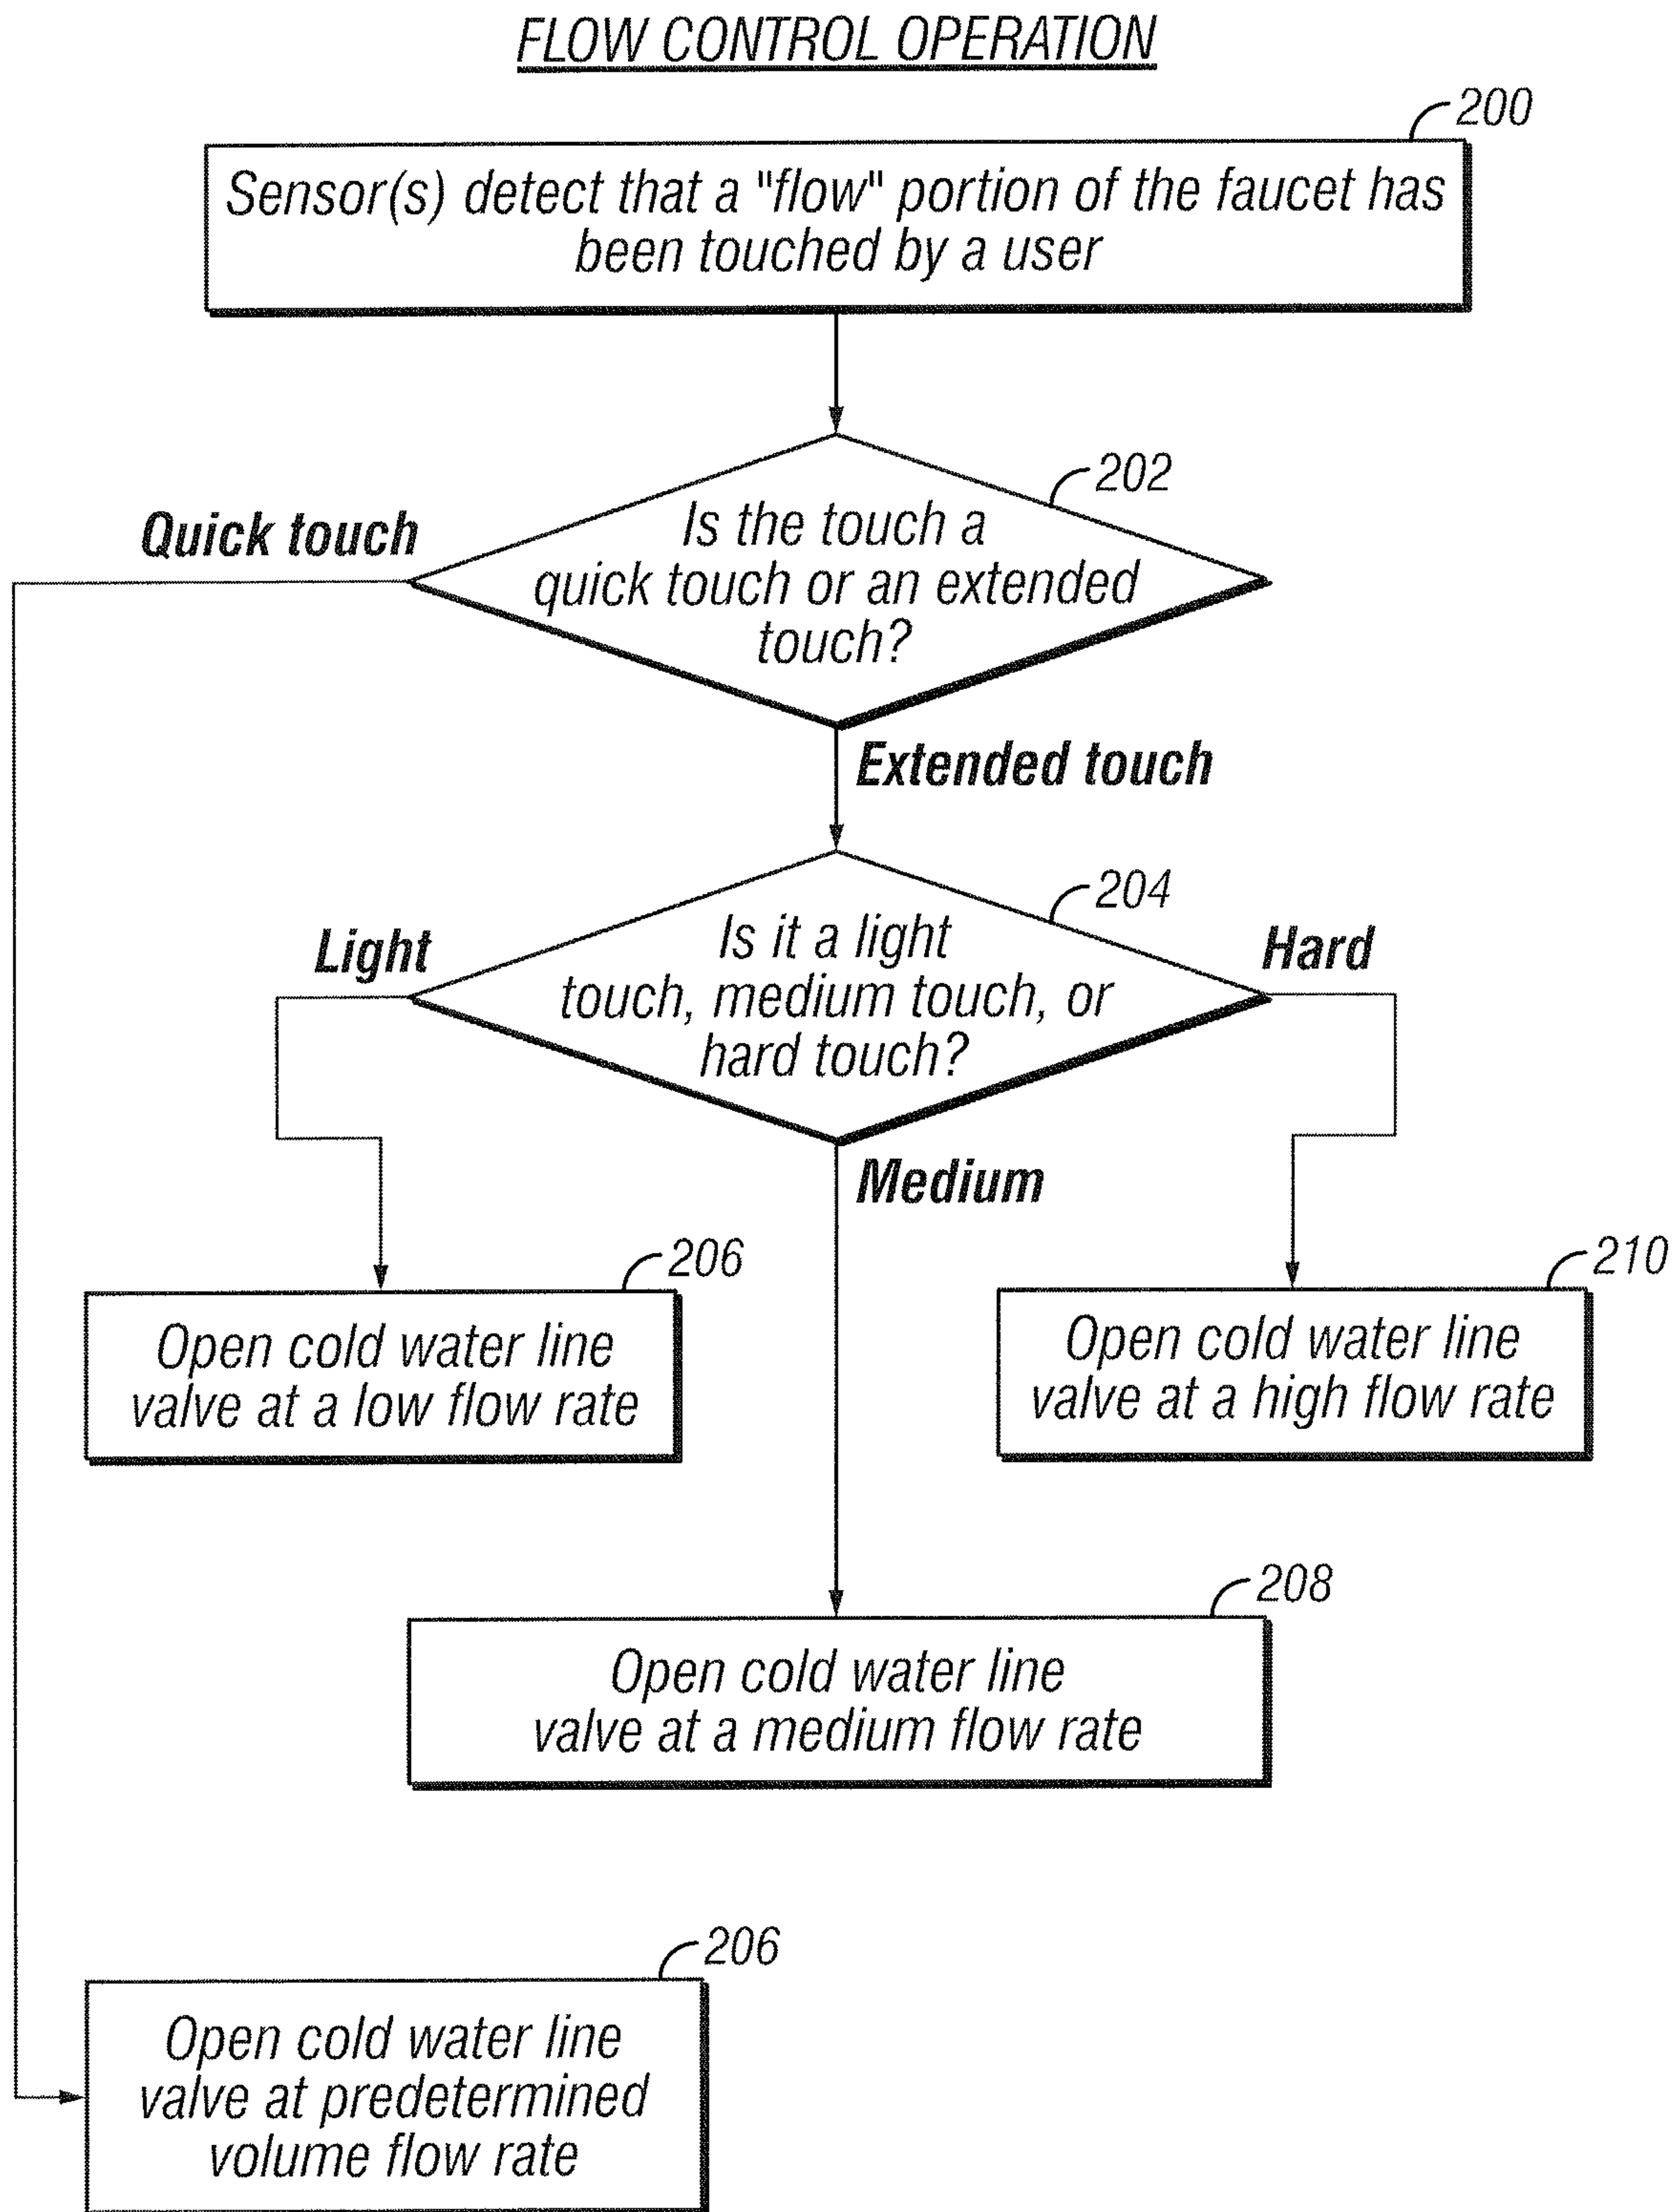 FLOW CONTROL OPERATION
200
Sensor(s) detect that a "flow" portion of the faucet has
been touched by a user
202
Quick touch
Is the touch a
quick touch or an extended
touch?
Extended touch
204
Light
Is it a light
touch, medium touch, or
hard touch?
Hard
Medium
206
Open cold water line
valve at a low flow rate
210
Open cold water line
valve at a high flow rate
208
Open cold water line
valve at a medium flow rate
206
Open cold water line
valve at predetermined
volume flow rate